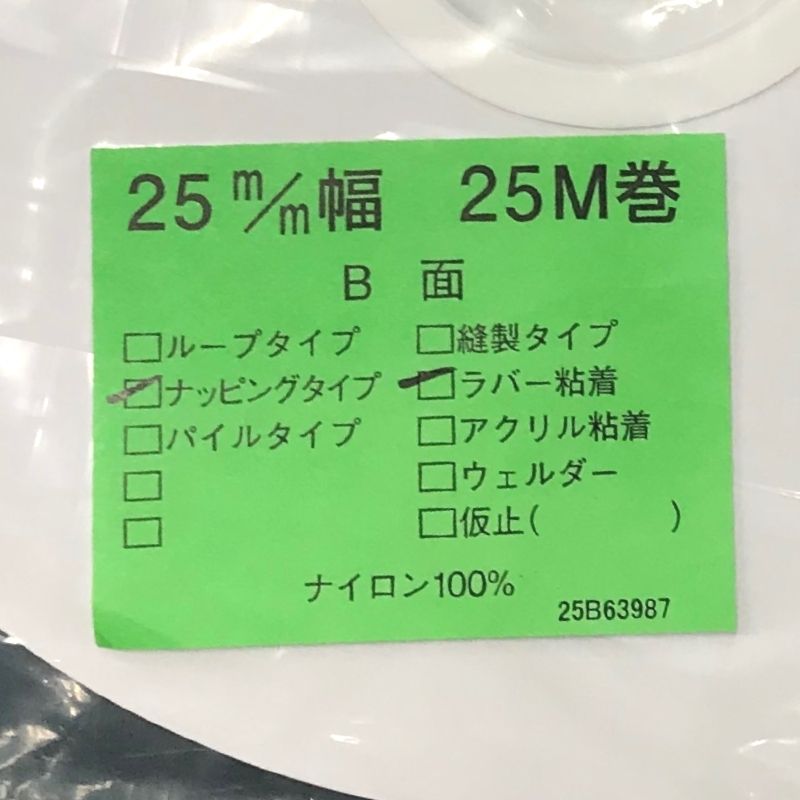 25 m/m幅 25M巻
B 面
□ループタイプ □縫製タイプ
☑ナッピングタイプ ☑ラバー粘着
□パイルタイプ □アクリル粘着
□ □ウェルダー
□ □仮止( )
ナイロン100%
25B63987